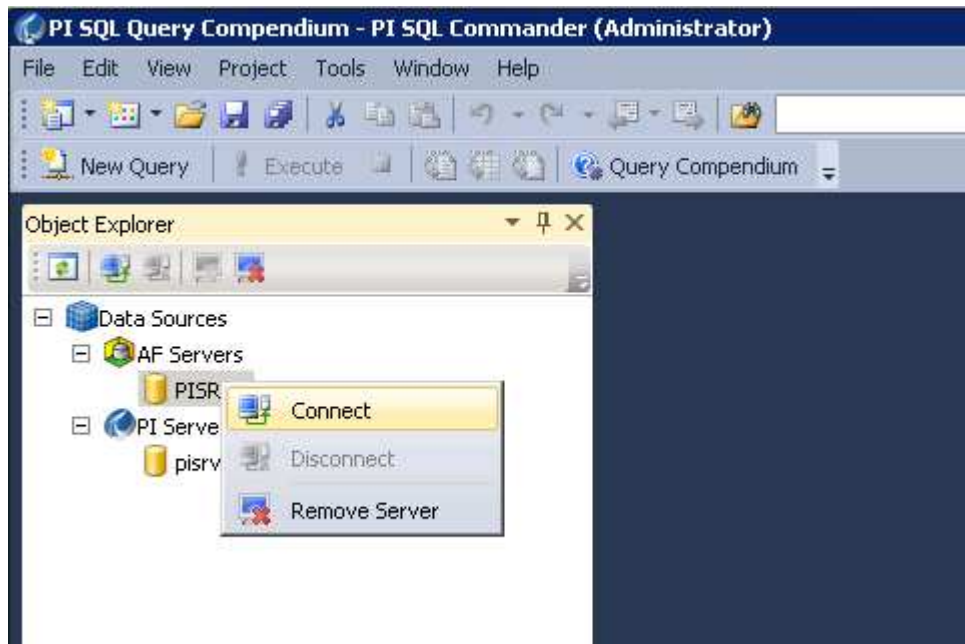 PI SQL Query Compendium - PI SQL Commander (Administrator)
File Edit View Project Tools Window Help
New Query Execute Query Compendium
Object Explorer
Data Sources
AF Servers
PISR
Connect
PI Serve
Disconnect
pisrv
Remove Server